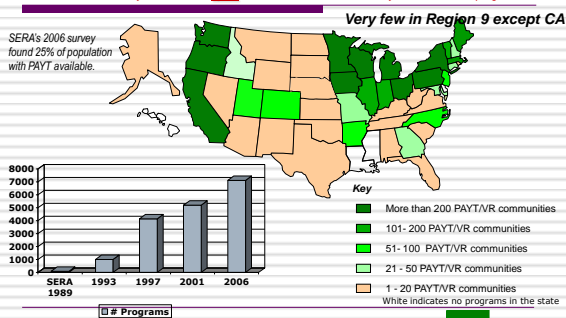 Very few in Region 9 except CA
SERA's 2006 survey
found 25% of population
with PAYT available.
8000
7000
6000
5000
4000
3000
2000
1000
0
SERA 1989
1993
1997
2001
2006
# Programs
Key
More than 200 PAYT/VR communities
101- 200 PAYT/VR communities
51- 100 PAYT/VR communities
21 - 50 PAYT/VR communities
1 - 20 PAYT/VR communities
White indicates no programs in the state